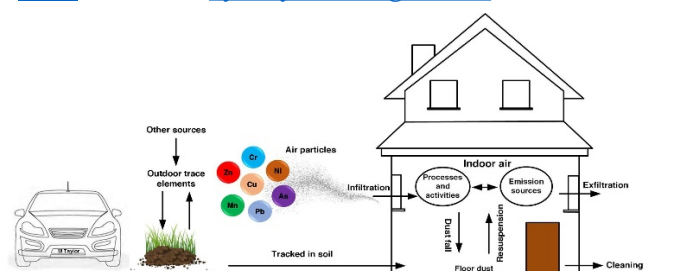 Other sources
Outdoor trace
elements
Air particles
Cr
Zn
Ni
Cu
As
Mn
Pb
Infiltration
Indoor air
Processes
and
activities
Emission
sources
Exfiltration
Dust fall
Resuspension
Tracked in soil
Floor dust
Cleaning